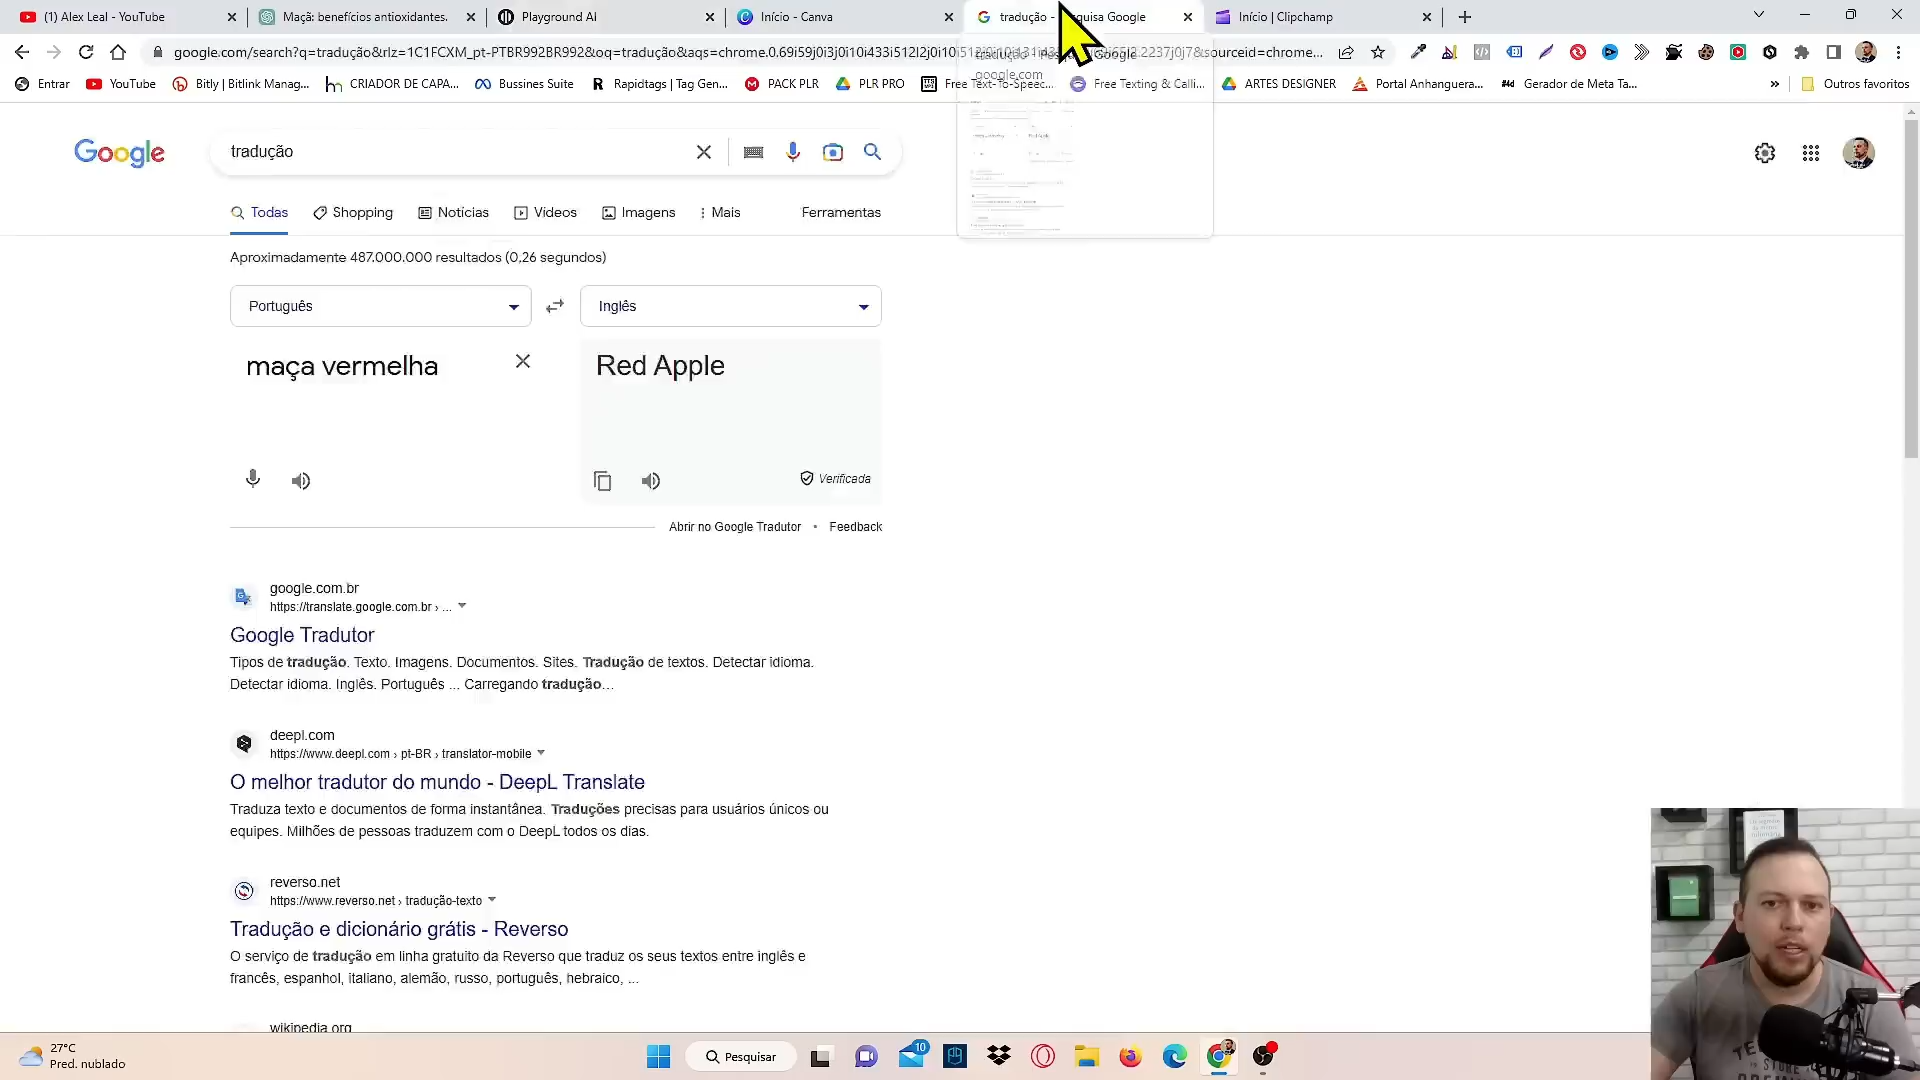 (1) Alex Leal - YouTube
Maçã: benefícios antioxidantes.
Playground AI
Início - Canva
tradução - 
quisa Google
Início | Clipchamp
google.com/search?q=tradução&rlz=1C1FCXM_pt-PTBR992BR992&oq=tradução&aqs=chrome.0.69i59j0i3j0i10i433i512l2j0i10i512
sourceid=chrome...
google.com
Entrar
YouTube
Bitly | Bitlink Manag...
CRIADOR DE CAPA...
Bussines Suite
Rapidtags | Tag Gen...
PACK PLR
PLR PRO
Free Text-To-Speec...
Free Texting & Calli...
ARTES DESIGNER
Portal Anhanguera...
Gerador de Meta Ta...
»
Outros favoritos
Google
tradução
Todas
Shopping
Notícias
Vídeos
Imagens
Mais
Ferramentas
Aproximadamente 487.000.000 resultados (0,26 segundos)
Português
Inglês
maça vermelha
Red Apple
Verificada
Abrir no Google Tradutor • Feedback
google.com.br
https://translate.google.com.br › ...
Google Tradutor
Tipos de tradução. Texto. Imagens. Documentos. Sites. Tradução de textos. Detectar idioma.
Detectar idioma. Inglês. Português ... Carregando tradução...
deepl.com
https://www.deepl.com › pt-BR › translator-mobile
O melhor tradutor do mundo - DeepL Translate
Traduza texto e documentos de forma instantânea. Traduções precisas para usuários únicos ou
equipes. Milhões de pessoas traduzem com o DeepL todos os dias.
reverso.net
https://www.reverso.net › tradução-texto
Tradução e dicionário grátis - Reverso
O serviço de tradução em linha gratuito da Reverso que traduz os seus textos entre inglês e
francês, espanhol, italiano, alemão, russo, português, hebraico, ...
wikipedia.org
27°C
Pred. nublado
Pesquisar
10